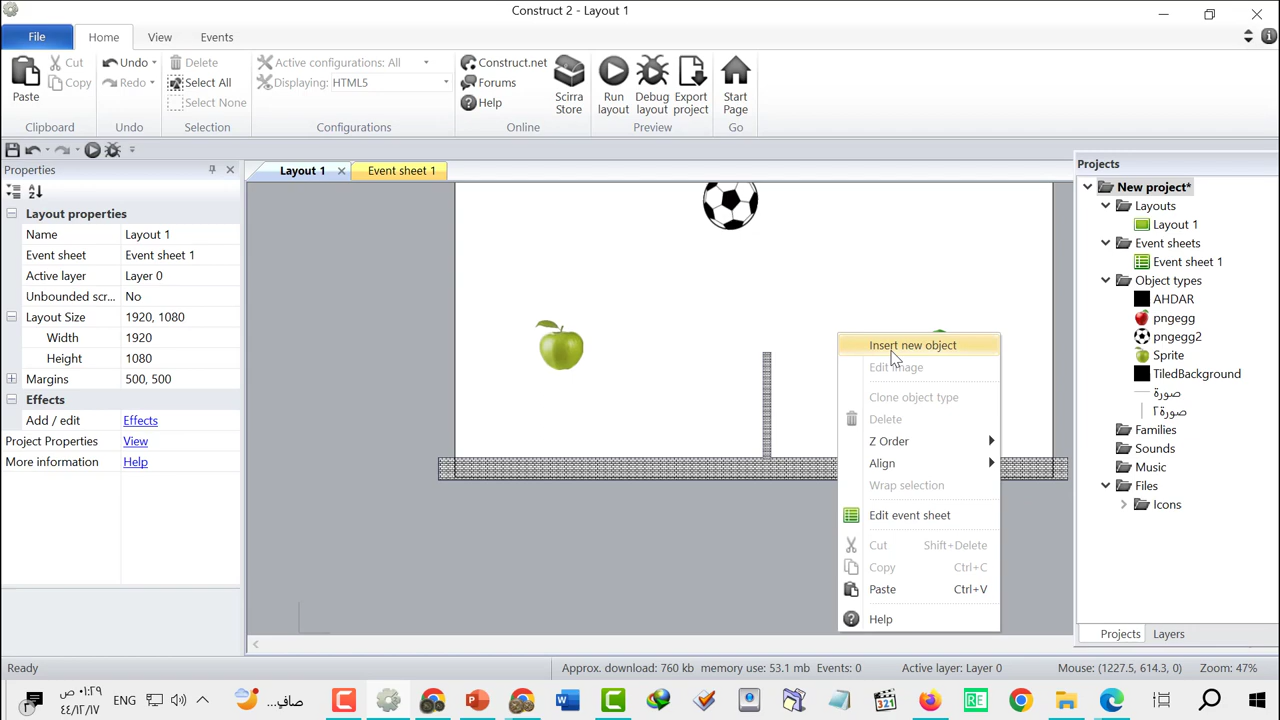 Construct 2 - Layout 1
File
Home
View
Events
Paste
Cut
Copy
Clipboard
Undo
Redo
Undo
Delete
Select All
Select None
Selection
Active configurations: All
Displaying: HTML5
Configurations
Construct.net
Forums
Help
Scirra Store
Online
Run layout
Debug layout
Export project
Preview
Start Page
Go
Properties
Layout properties
Name Layout 1
Event sheet Event sheet 1
Active layer Layer 0
Unbounded scr... No
Layout Size 1920, 1080
Width 1920
Height 1080
Margins 500, 500
Effects
Add / edit Effects
Project Properties View
More information Help
Layout 1
Event sheet 1
Insert new object
Edit image
Clone object type
Delete
Z Order
Align
Wrap selection
Edit event sheet
Cut Shift+Delete
Copy Ctrl+C
Paste Ctrl+V
Help
Projects
New project*
Layouts
Layout 1
Event sheets
Event sheet 1
Object types
AHDAR
pngegg
pngegg2
Sprite
TiledBackground
صورة
صورة٢
Families
Sounds
Music
Files
Icons
Projects
Layers
Ready
Approx. download: 760 kb
memory use: 53.1 mb
Events: 0
Active layer: Layer 0
Mouse: (1227.5, 614.3, 0)
Zoom: 47%
٠١:٢٩ ص
٤٤/١٢/١٧
ENG
صافٍ
321
RE